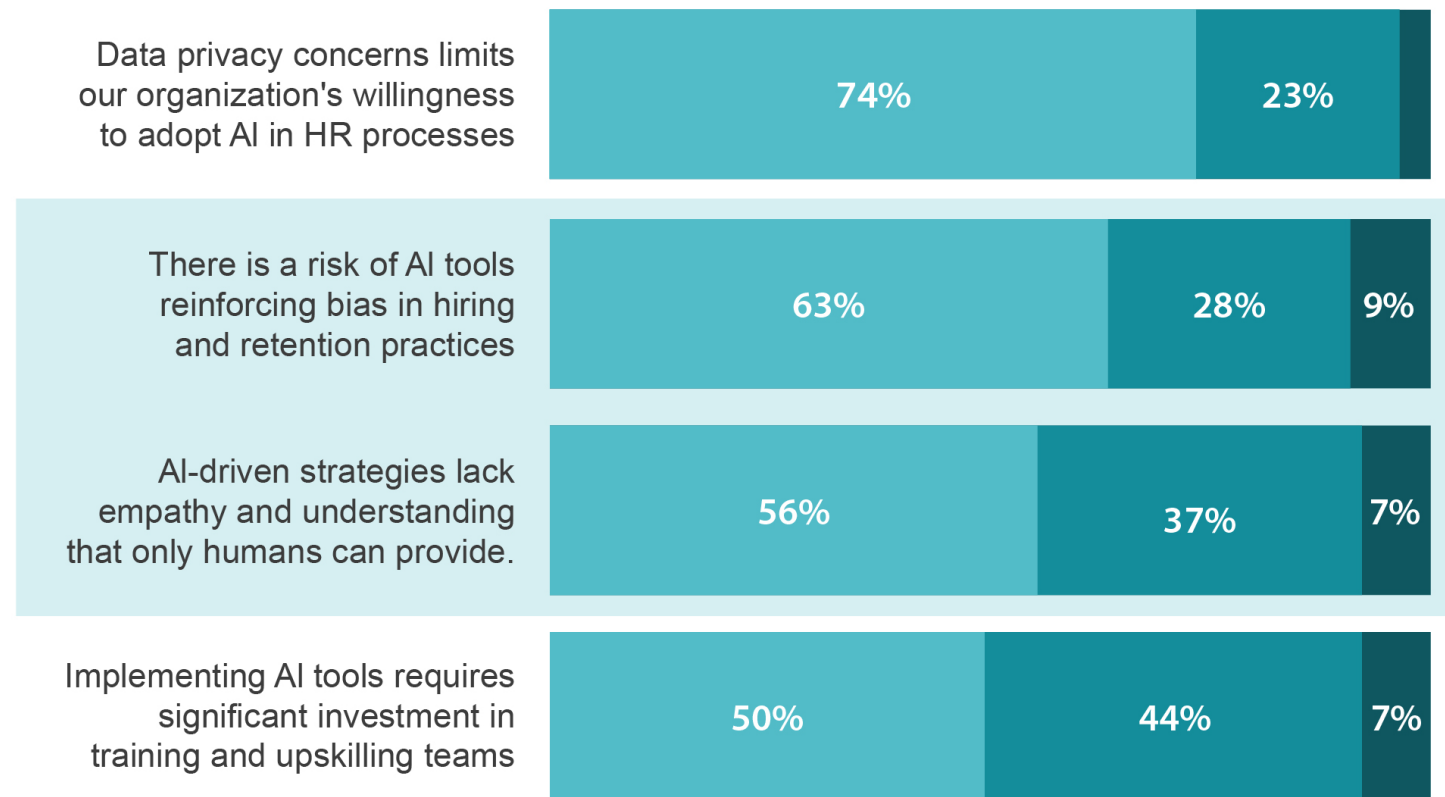 Data privacy concerns limits
our organization's willingness
to adopt AI in HR processes
74%
23%
There is a risk of AI tools
reinforcing bias in hiring
and retention practices
63%
28%
9%
AI-driven strategies lack
empathy and understanding
that only humans can provide.
56%
37%
7%
Implementing AI tools requires
significant investment in
training and upskilling teams
50%
44%
7%